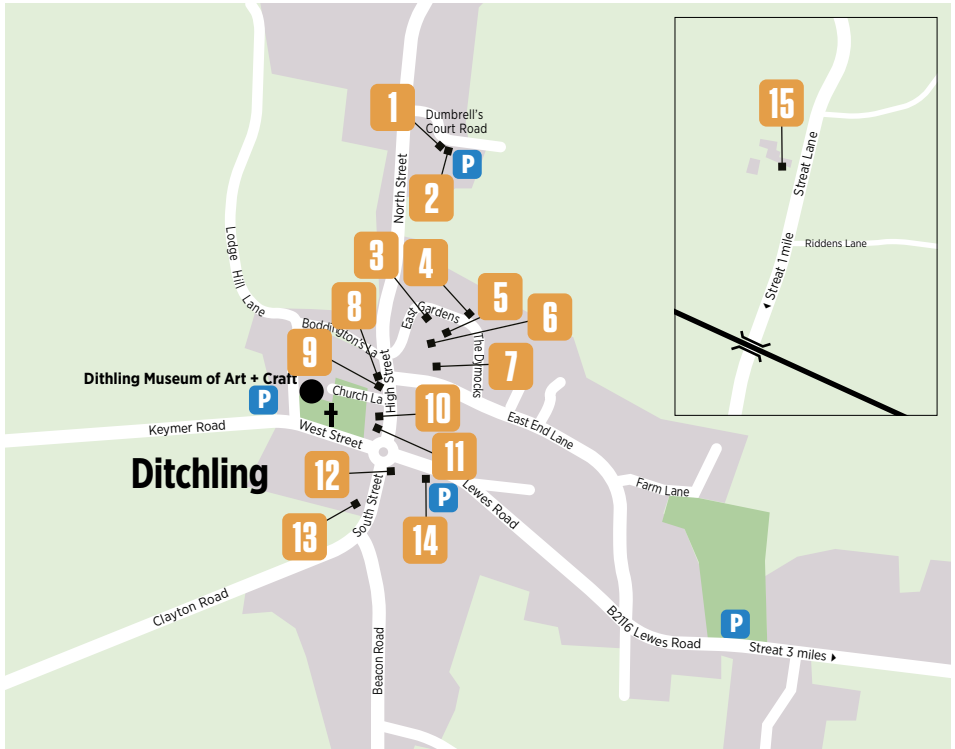 1
Dumbrell's
Court Road
P
2
North Street
15
Streat Lane
Riddens Lane
Streat 1 mile
Lodge Hill Lane
3
4
5
6
7
8
9
East Gardens
Boddington's La
The Dymocks
High Street
Dithling Museum of Art + Craft
Church La
P
Keymer Road
West Street
10
11
East End Lane
Ditchling
12
13
14
P
South Street
Lewes Road
Farm Lane
Clayton Road
Beacon Road
B2116 Lewes Road
P
Streat 3 miles